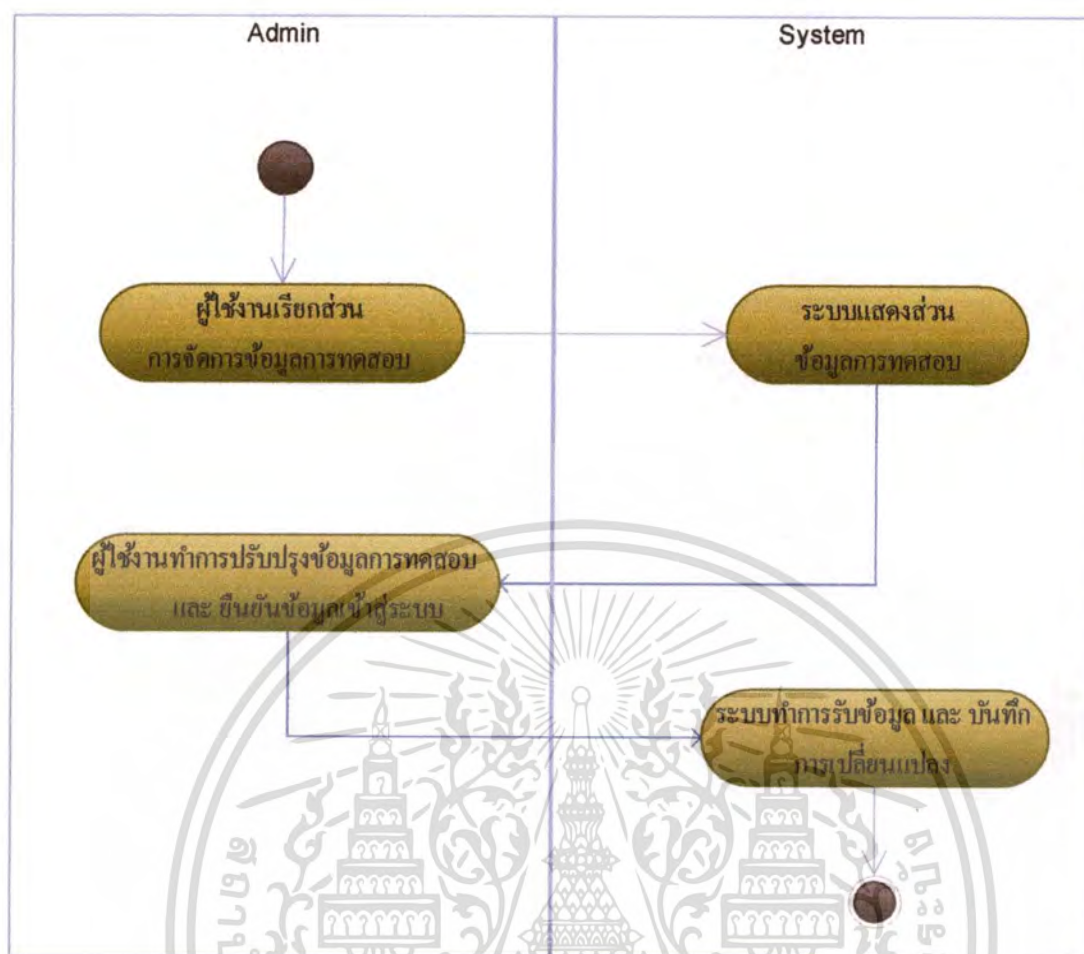 Admin
System
ผู้ใช้งานเรียกส่วน
การจัดการข้อมูลการทดสอบ
ระบบแสดงส่วน
ข้อมูลการทดสอบ
ผู้ใช้งานทำการปรับปรุงข้อมูลการทดสอบ
และ ยืนยันข้อมูลเข้าสู่ระบบ
ระบบทำการรับข้อมูล และ บันทึก
การเปลี่ยนแปลง